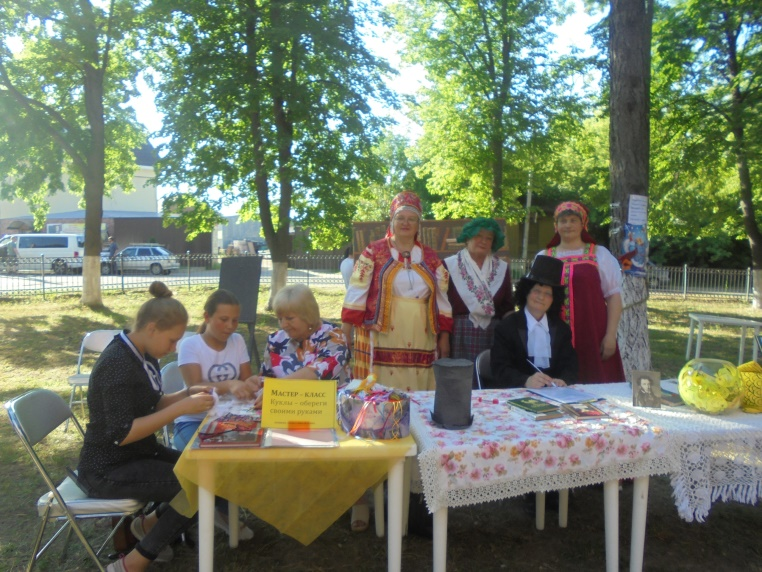 Мастер - класс
Куклы – обереги
своими руками